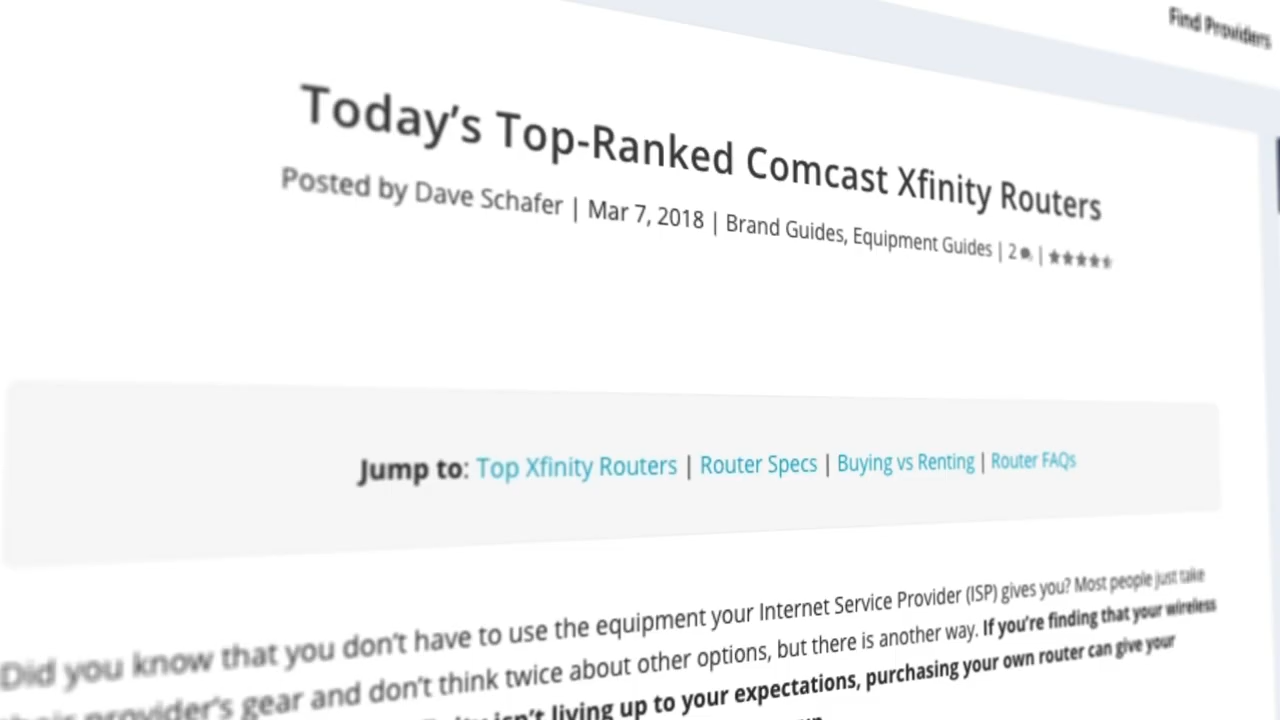 Find Providers
Today’s Top-Ranked Comcast Xfinity Routers
Posted by Dave Schafer | Mar 7, 2018 | Brand Guides, Equipment Guides | 2 |
Jump to: Top Xfinity Routers | Router Specs | Buying vs Renting | Router FAQs
Did you know that you don’t have to use the equipment your Internet Service Provider (ISP) gives you? Most people just take
their provider’s gear and don’t think twice about other options, but there is another way. If you’re finding that your wireless
isn’t living up to your expectations, purchasing your own router can give your